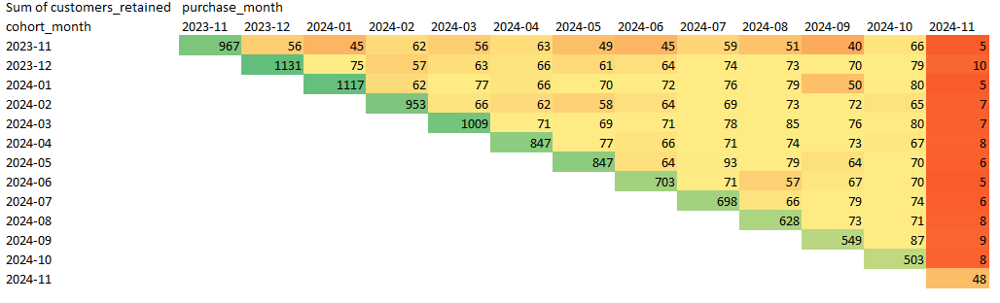 Sum of customers_retained purchase_month
cohort_month 2023-11 2023-12 2024-01 2024-02 2024-03 2024-04 2024-05 2024-06 2024-07 2024-08 2024-09 2024-10 2024-11
2023-11 967 56 45 62 56 63 49 45 59 51 40 66 5
2023-12 1131 75 57 63 66 61 64 74 73 70 79 10
2024-01 1117 62 77 66 70 72 76 79 50 80 5
2024-02 953 66 62 58 64 69 73 72 65 7
2024-03 1009 71 69 71 78 85 76 80 7
2024-04 847 77 66 71 74 73 67 8
2024-05 847 64 93 79 64 70 6
2024-06 703 71 57 67 70 5
2024-07 698 66 79 74 6
2024-08 628 73 71 8
2024-09 549 87 9
2024-10 503 8
2024-11 48